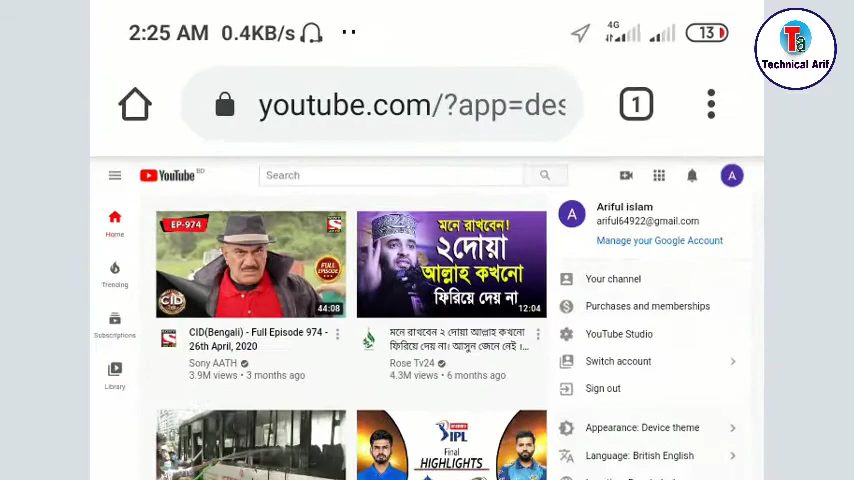 2:25 AM 0.4KB/s
4G
13
Technical Arif
youtube.com/?app=des
1
YouTube BD
Search
A
Home
Trending
Subscriptions
Library
EP-974
FULL
EPISODE
CID
44:08
CID(Bengali) - Full Episode 974 -
26th April, 2020
Sony AATH
3.9M views • 3 months ago
মনে রাখবেন!
২দোয়া
আল্লাহ কখনো
ফিরিয়ে দেয় না
12:04
মনে রাখবেন ২ দোয়া আল্লাহ কখনো
ফিরিয়ে দেয় না। আসুন জেনে নেই ।...
Rose Tv24
4.3M views • 6 months ago
IPL
Final
HIGHLIGHTS
A
Ariful islam
ariful64922@gmail.com
Manage your Google Account
Your channel
Purchases and memberships
YouTube Studio
Switch account
Sign out
Appearance: Device theme
Language: British English